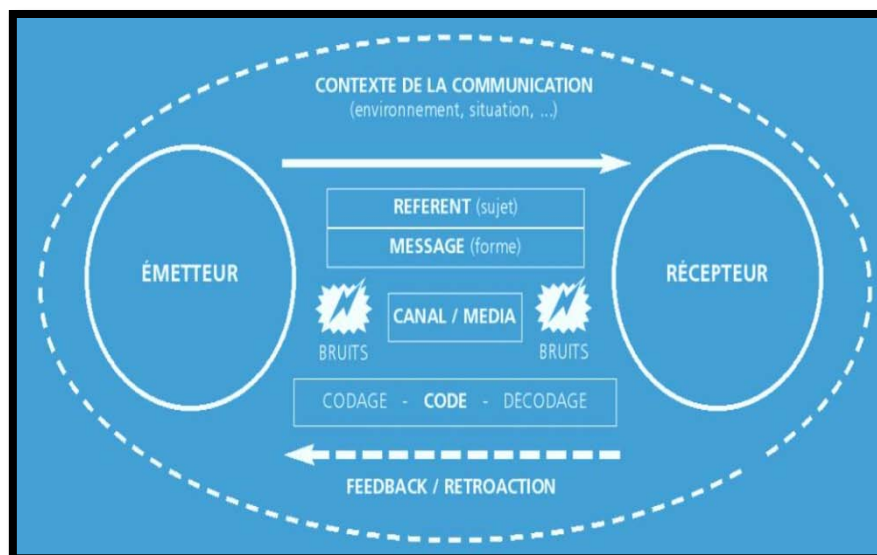 CONTEXTE DE LA COMMUNICATION
(environnement, situation, ...)
REFERENT (sujet)
MESSAGE (forme)
ÉMETTEUR
RÉCEPTEUR
CANAL / MEDIA
BRUITS
BRUITS
CODAGE - CODE - DÉCODAGE
FEEDBACK / RETROACTION